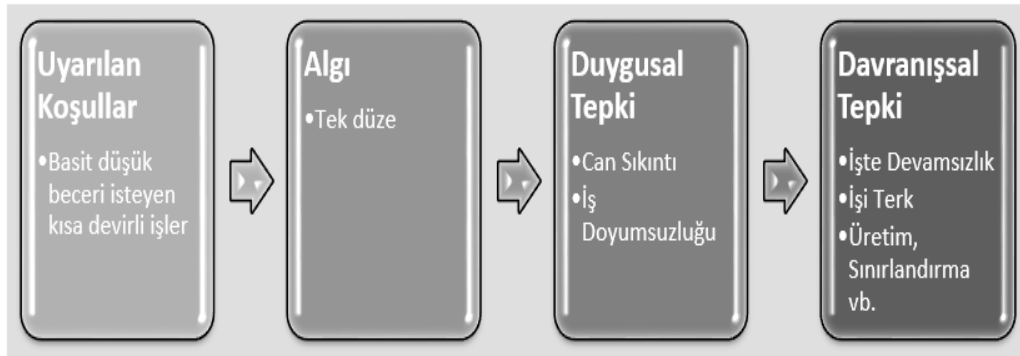 Uyarılan
Koşullar
•Basit düşük
beceri isteyen
kısa devirli işler
Algı
•Tek düze
Duygusal
Tepki
•Can Sıkıntı
•İş
Doyumsuzluğu
Davranışsal
Tepki
•İşte Devamsızlık
•İşi Terk
•Üretim,
Sınırlandırma
vb.